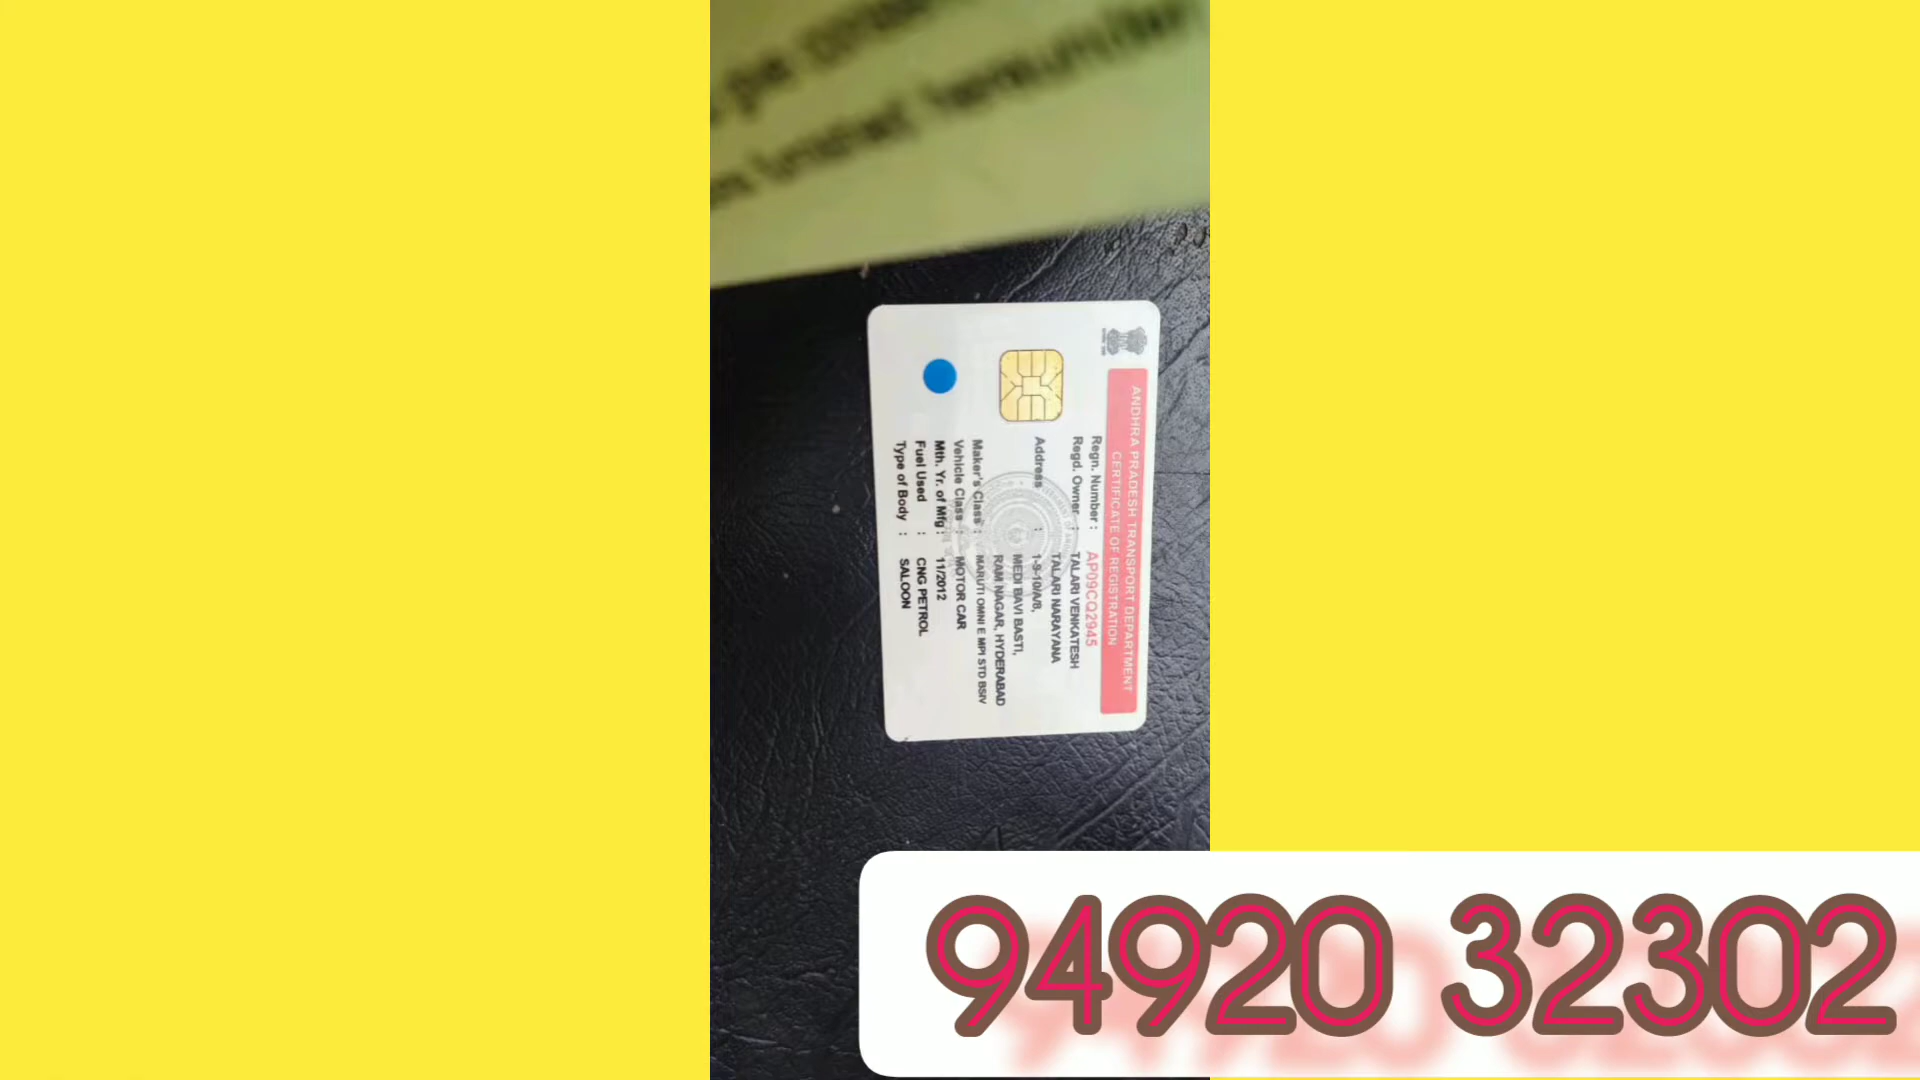 ANDHRA PRADESH TRANSPORT DEPARTMENT
CERTIFICATE OF REGISTRATION
Regn. Number : AP09CQ2945
Regd. Owner : TALARI VENKATESH
TALARI NARAYANA
Address : 1-9-10/A/8,
MEDI BAVI BASTI,
RAM NAGAR, HYDERABAD
Maker's Class : MARUTI OMNI E MPI STD BSIV
Vehicle Class : MOTOR CAR
Mth. Yr. of Mfg : 11/2012
Fuel Used : CNG PETROL
Type of Body : SALOON
94920 32302